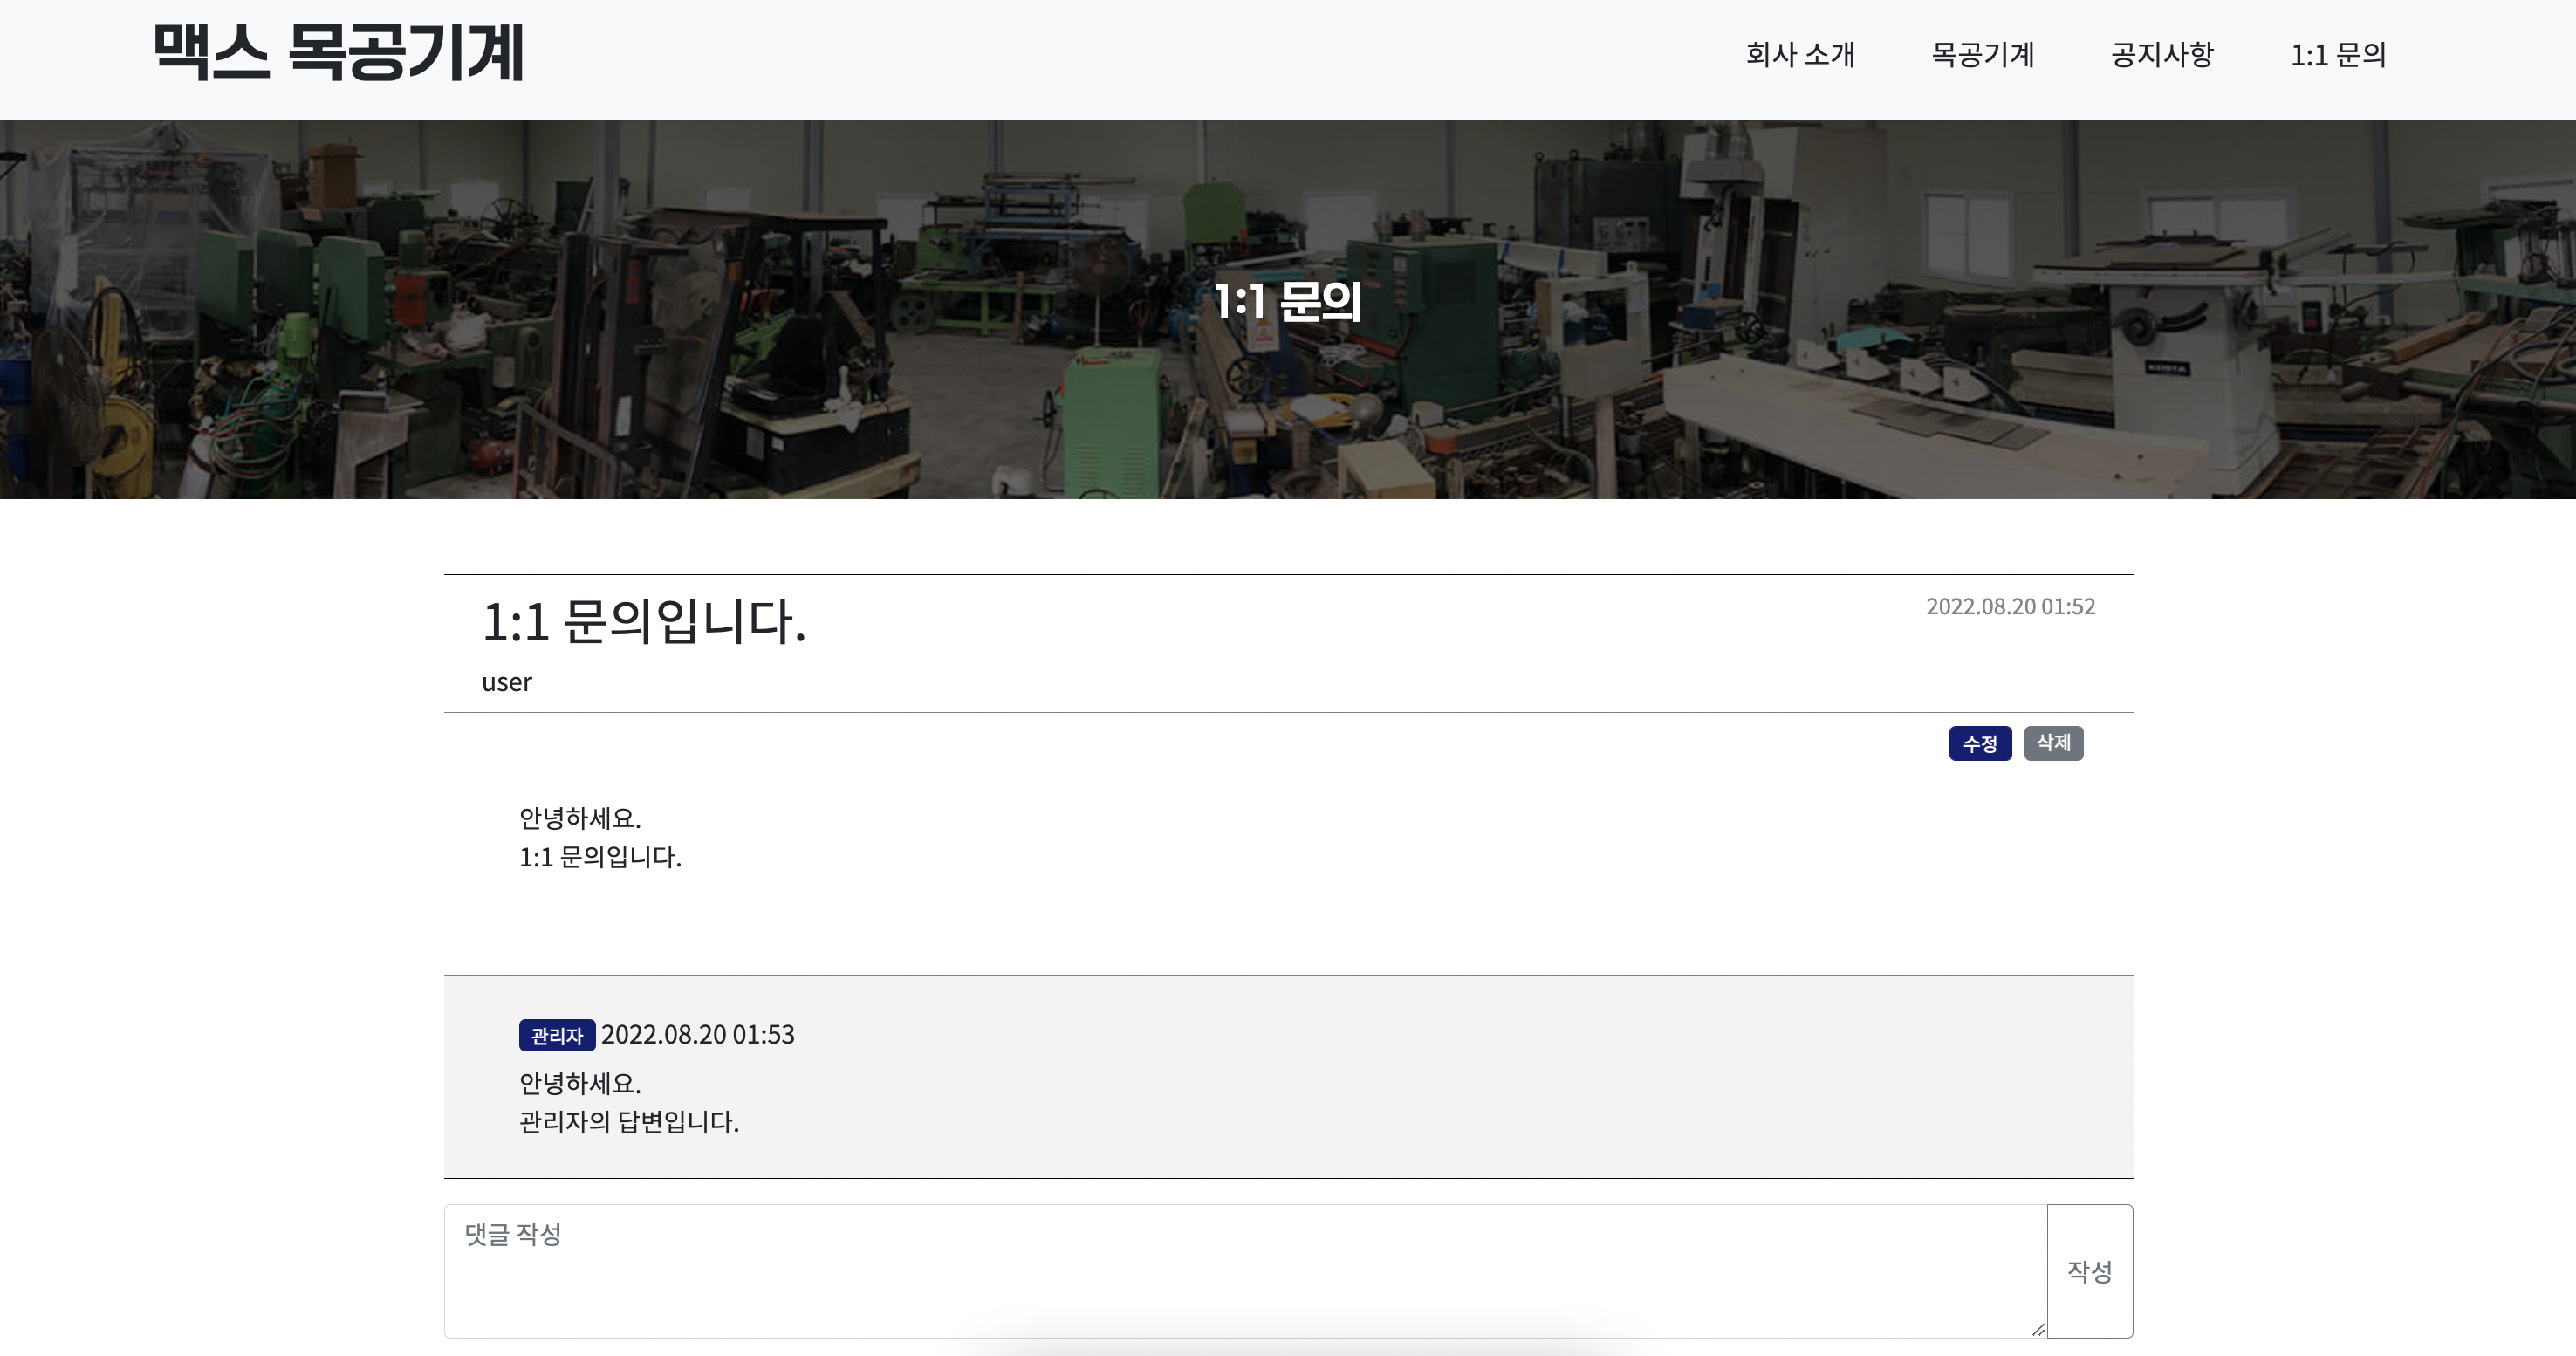 맥스 목공기계
회사 소개 목공기계 공지사항 1:1 문의
1:1 문의
1:1 문의입니다.
2022.08.20 01:52
user
수정 삭제
안녕하세요.
1:1 문의입니다.
관리자 2022.08.20 01:53
안녕하세요.
관리자의 답변입니다.
댓글 작성
작성